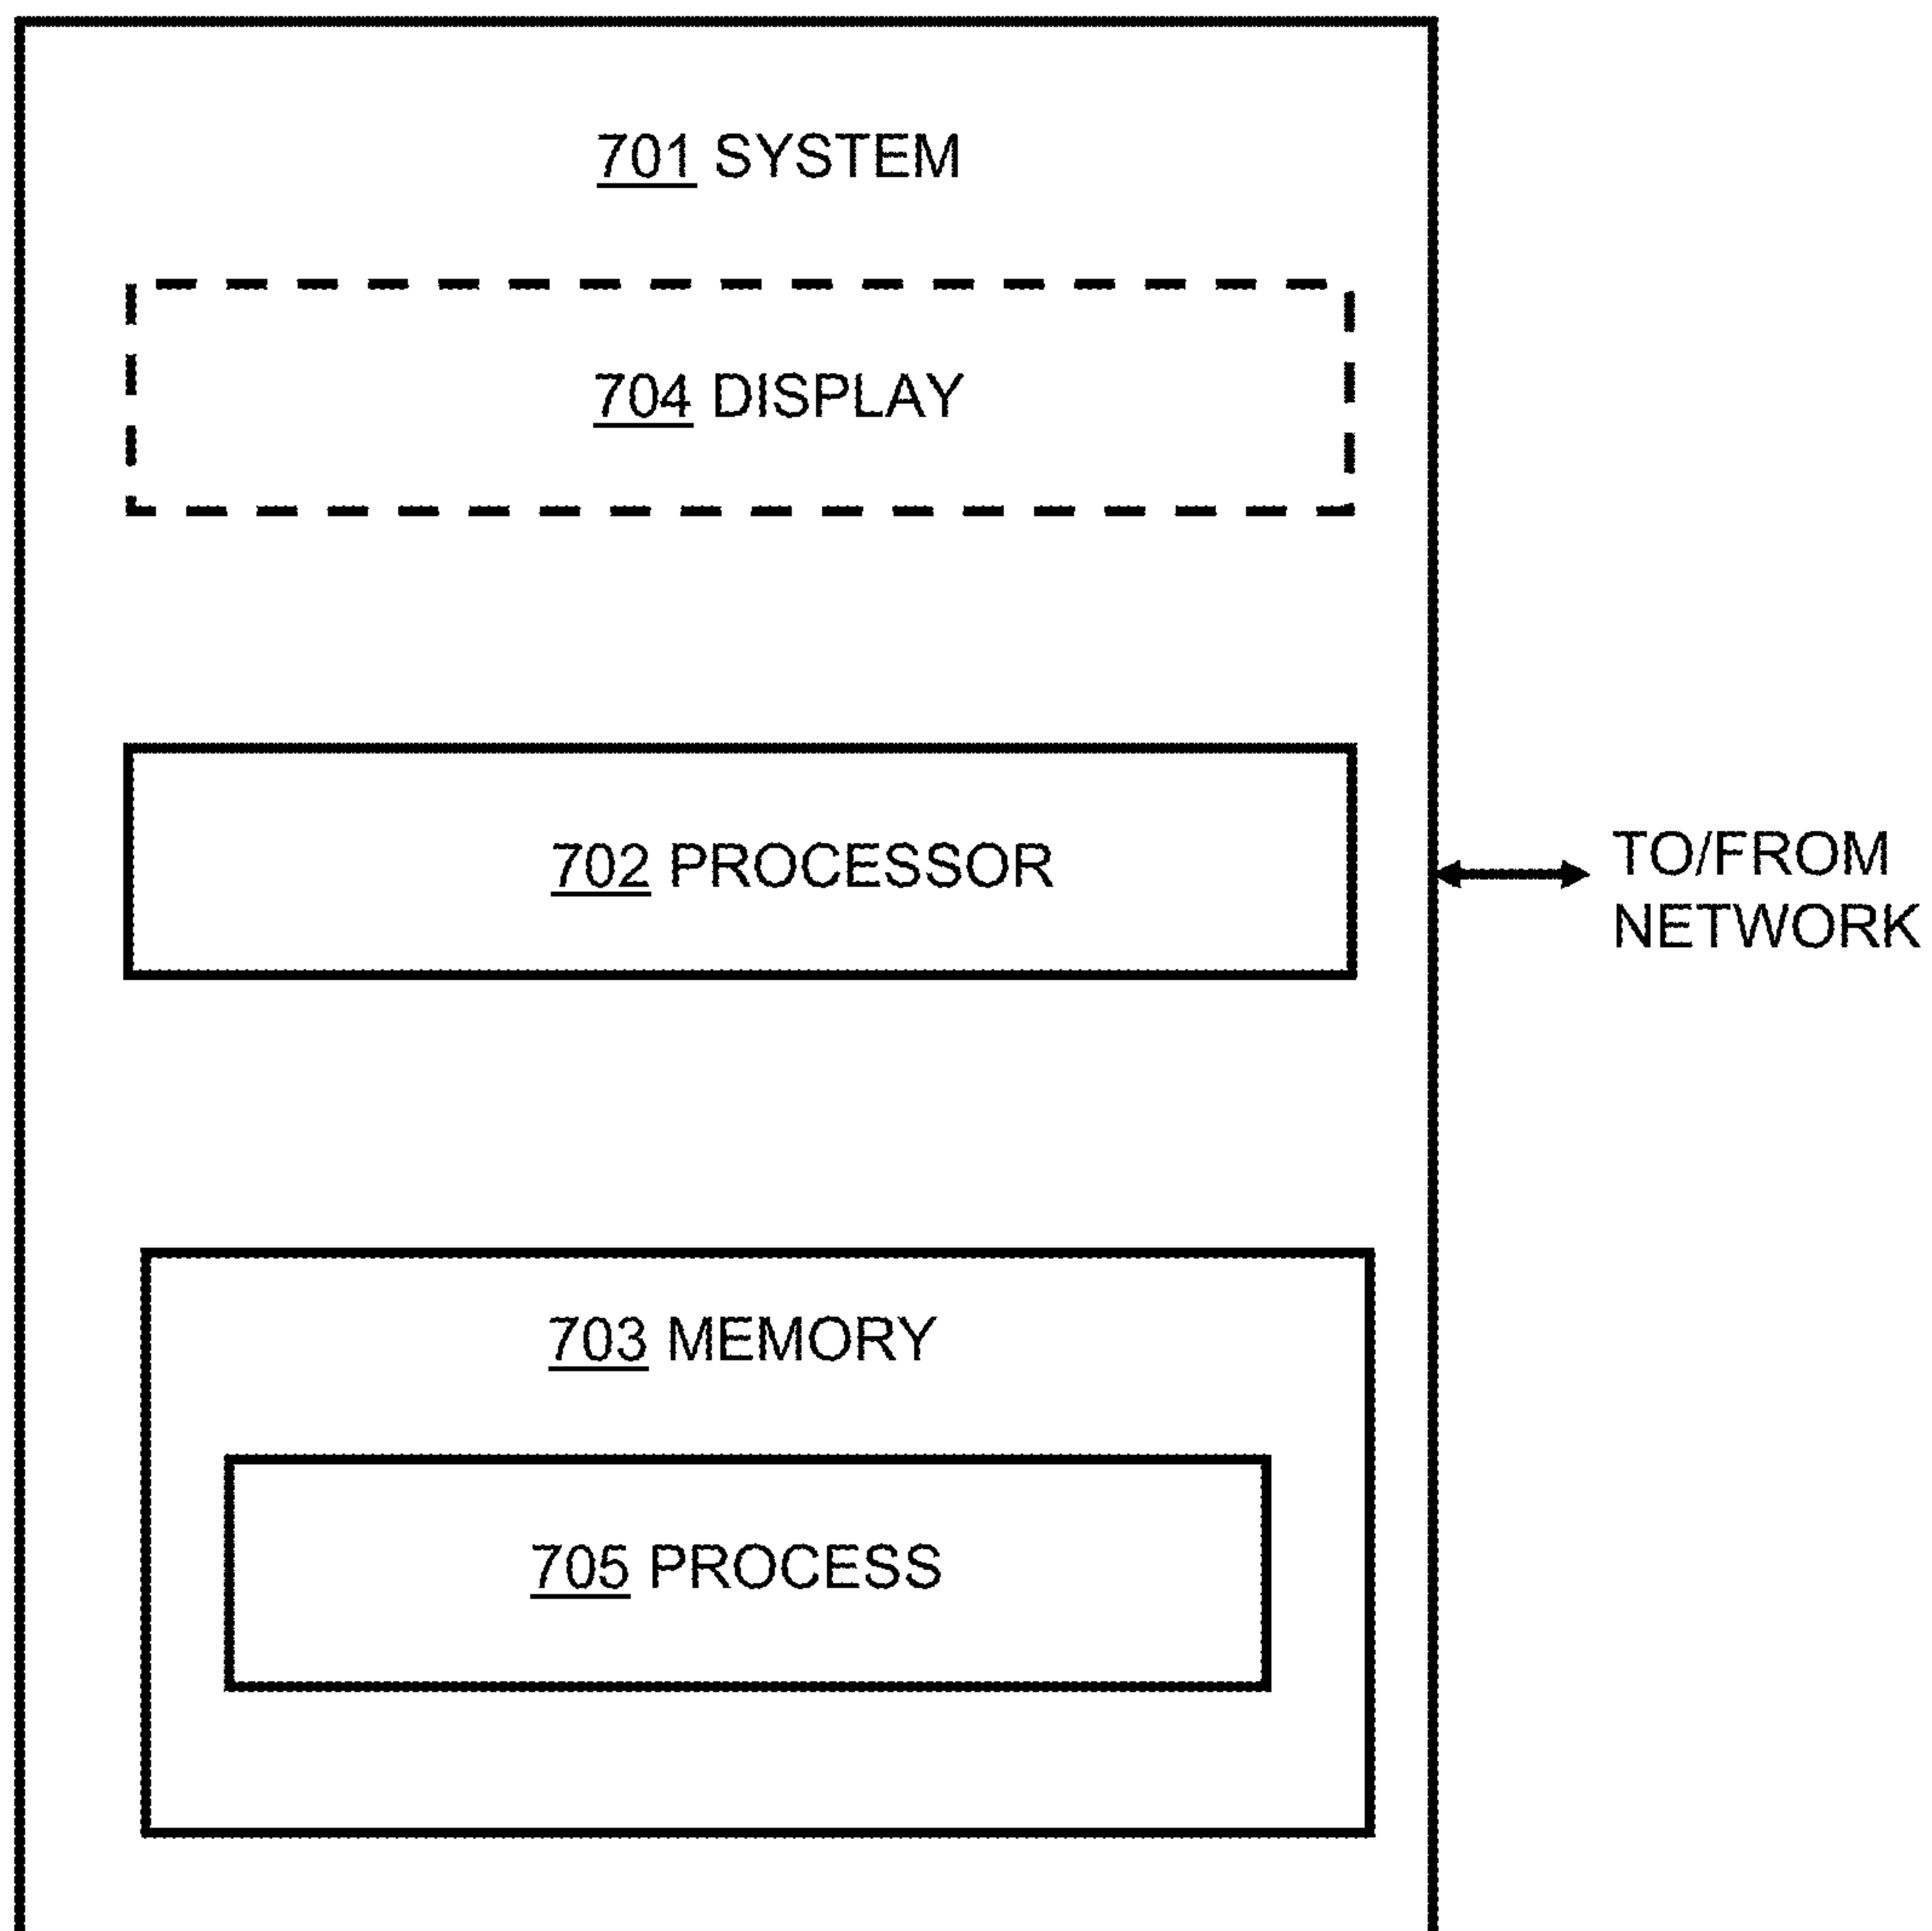 701 SYSTEM
704 DISPLAY
702 PROCESSOR
TO/FROM
NETWORK
703 MEMORY
705 PROCESS